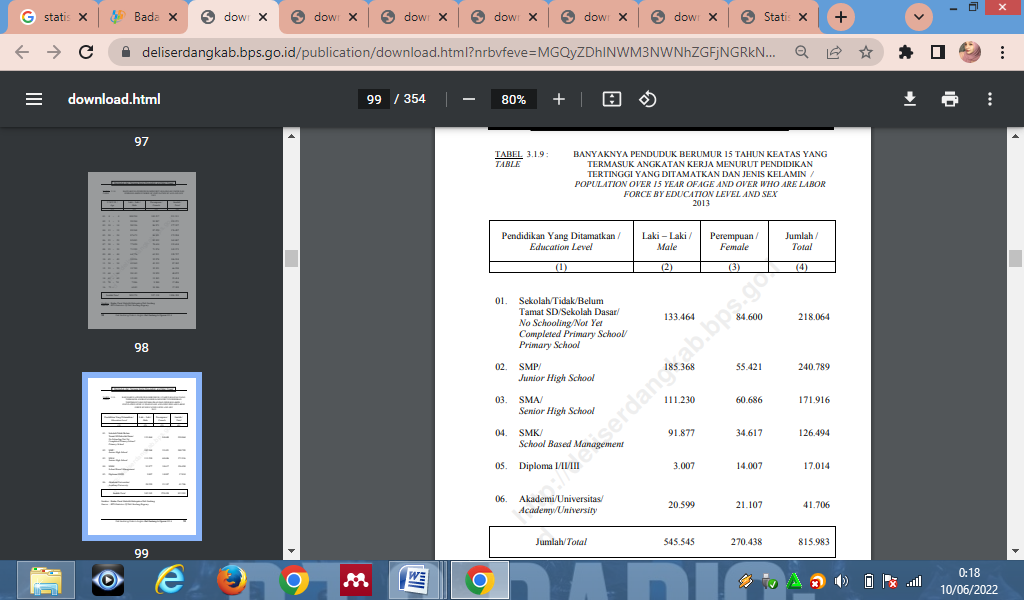 statis
Bada
down
down
down
down
down
down
Statis
deliserdangkab.bps.go.id/publication/download.html?nrbvfeve=MGQyZDhlNWM3NWNhZGFjNGRkN...
download.html
99 / 354
80%
97
98
99
TABEL 3.1.9 :
TABLE
BANYAKNYA PENDUDUK BERUMUR 15 TAHUN KEATAS YANG
TERMASUK ANGKATAN KERJA MENURUT PENDIDIKAN
TERTINGGI YANG DITAMATKAN DAN JENIS KELAMIN /
POPULATION OVER 15 YEAR OFAGE AND OVER WHO ARE LABOR
FORCE BY EDUCATION LEVEL AND SEX
2013
Pendidikan Yang Ditamatkan / Laki – Laki / Perempuan / Jumlah /
Education Level Male Female Total
(1) (2) (3) (4)
01. Sekolah/Tidak/Belum
Tamat SD/Sekolah Dasar/
No Schooling/Not Yet 133.464 84.600 218.064
Completed Primary School/
Primary School
02. SMP/ 185.368 55.421 240.789
Junior High School
03. SMA/ 111.230 60.686 171.916
Senior High School
04. SMK/ 91.877 34.617 126.494
School Based Management
05. Diploma I/II/III 3.007 14.007 17.014
06. Akademi/Universitas/ 20.599 21.107 41.706
Academy/University
Jumlah/Total 545.545 270.438 815.983
http://deliserdangkab.bps.go.i
0:18
10/06/2022